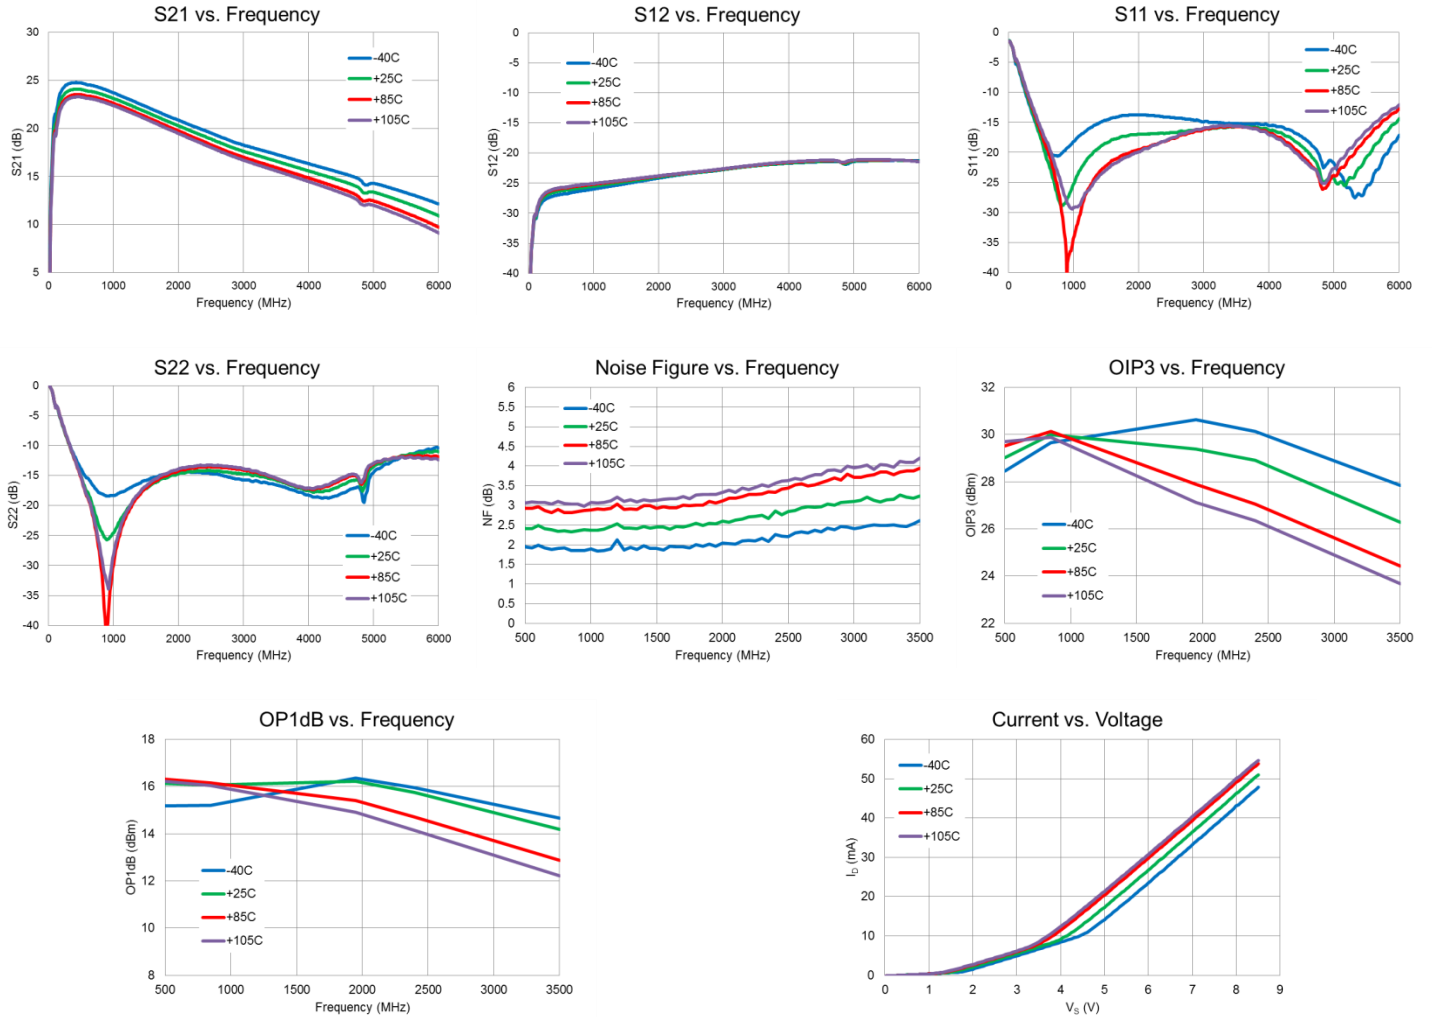 S21 vs. Frequency
S21 (dB)
30
25
20
15
10
5
-40C
+25C
+85C
+105C
0 1000 2000 3000 4000 5000 6000
Frequency (MHz)
S12 vs. Frequency
S12 (dB)
0
-5
-10
-15
-20
-25
-30
-35
-40
-40C
+25C
+85C
+105C
0 1000 2000 3000 4000 5000 6000
Frequency (MHz)
S11 vs. Frequency
S11 (dB)
0
-5
-10
-15
-20
-25
-30
-35
-40
-40C
+25C
+85C
+105C
0 1000 2000 3000 4000 5000 6000
Frequency (MHz)
S22 vs. Frequency
S22 (dB)
0
-5
-10
-15
-20
-25
-30
-35
-40
-40C
+25C
+85C
+105C
0 1000 2000 3000 4000 5000 6000
Frequency (MHz)
Noise Figure vs. Frequency
NF (dB)
6
5.5
5
4.5
4
3.5
3
2.5
2
1.5
1
0.5
0
-40C
+25C
+85C
+105C
500 1000 1500 2000 2500 3000 3500
Frequency (MHz)
OIP3 vs. Frequency
OIP3 (dBm)
32
30
28
26
24
22
-40C
+25C
+85C
+105C
500 1000 1500 2000 2500 3000 3500
Frequency (MHz)
OP1dB vs. Frequency
OP1dB (dBm)
18
16
14
12
10
8
-40C
+25C
+85C
+105C
500 1000 1500 2000 2500 3000 3500
Frequency (MHz)
Current vs. Voltage
I_D (mA)
60
50
40
30
20
10
0
-40C
+25C
+85C
+105C
0 1 2 3 4 5 6 7 8 9
V_S (V)